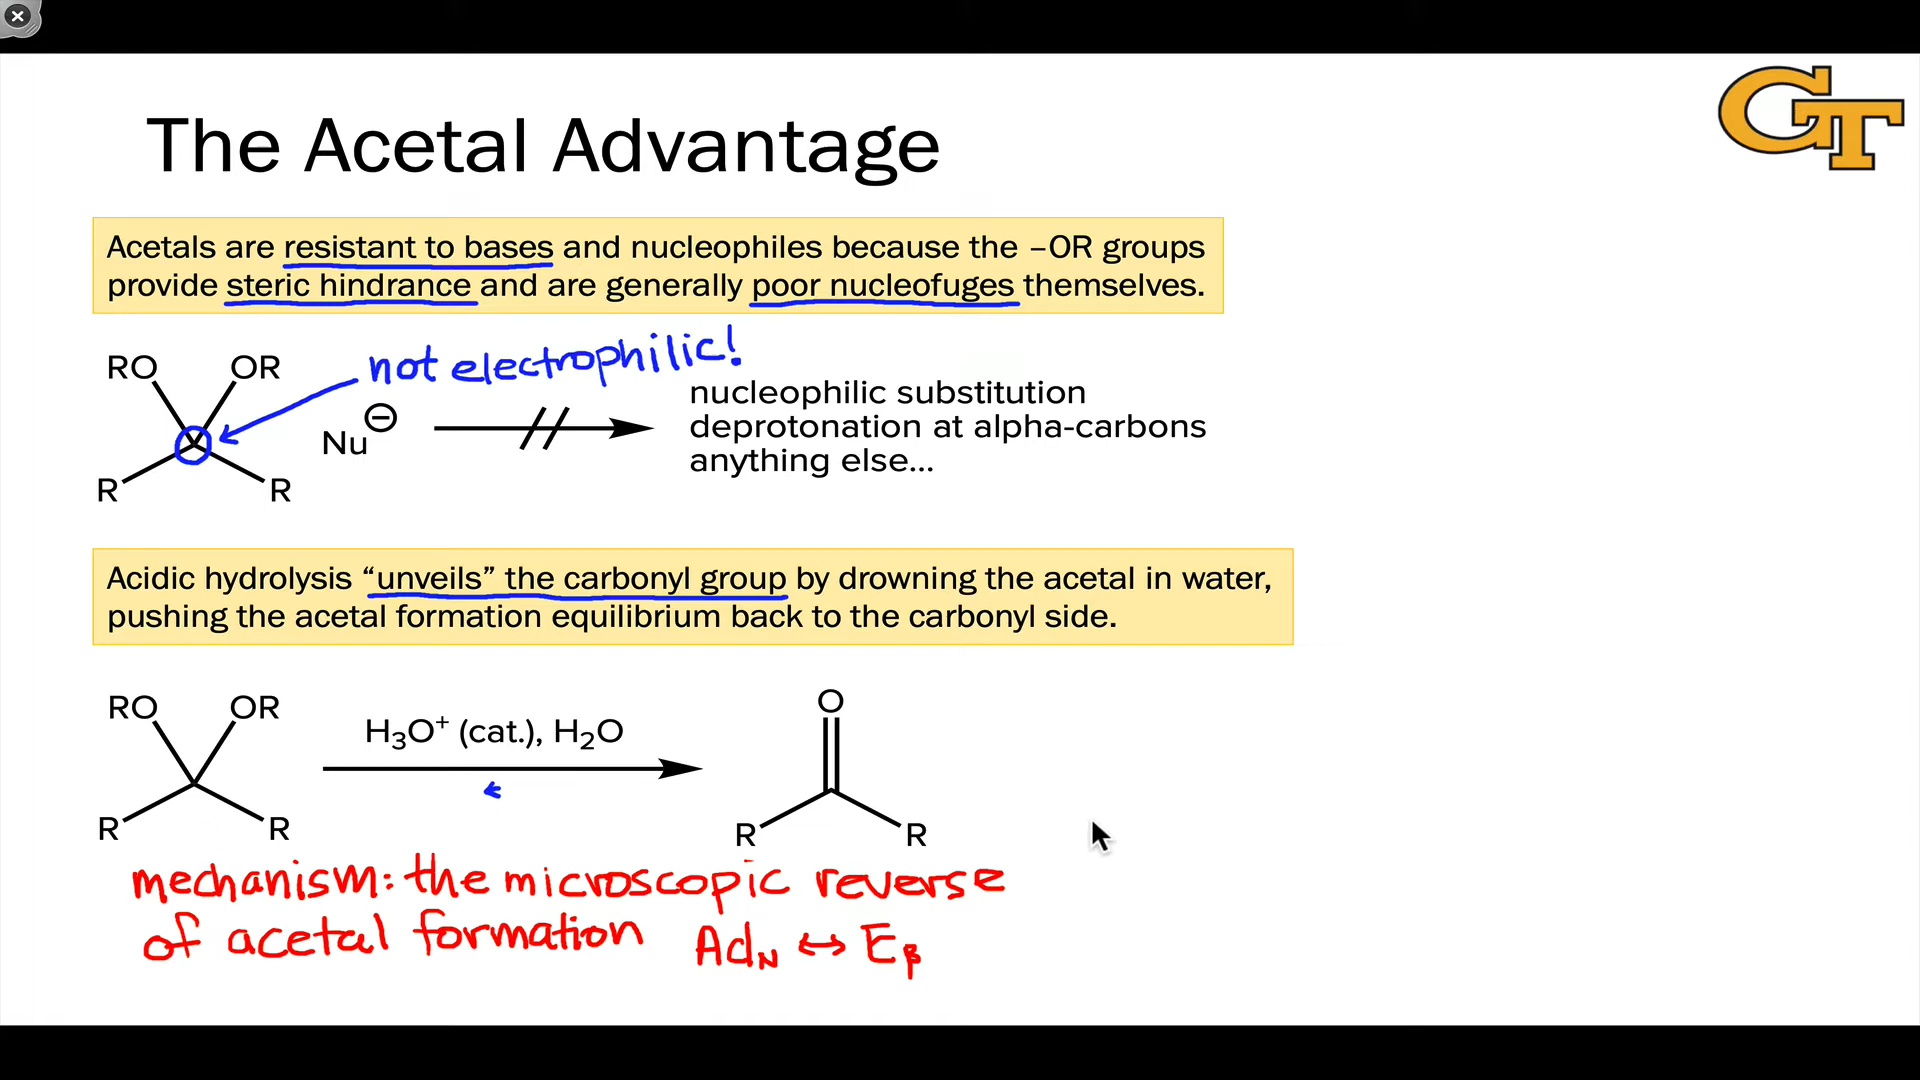 The Acetal Advantage
GT
Acetals are resistant to bases and nucleophiles because the –OR groups
provide steric hindrance and are generally poor nucleofuges themselves.
not electrophilic!
RO OR
Nu⊖
R R
nucleophilic substitution
deprotonation at alpha-carbons
anything else...
Acidic hydrolysis “unveils” the carbonyl group by drowning the acetal in water,
pushing the acetal formation equilibrium back to the carbonyl side.
RO OR
R R
H₃O⁺ (cat.), H₂O
O
R R
mechanism: the microscopic reverse
of acetal formation Ad_N ↔ E_β